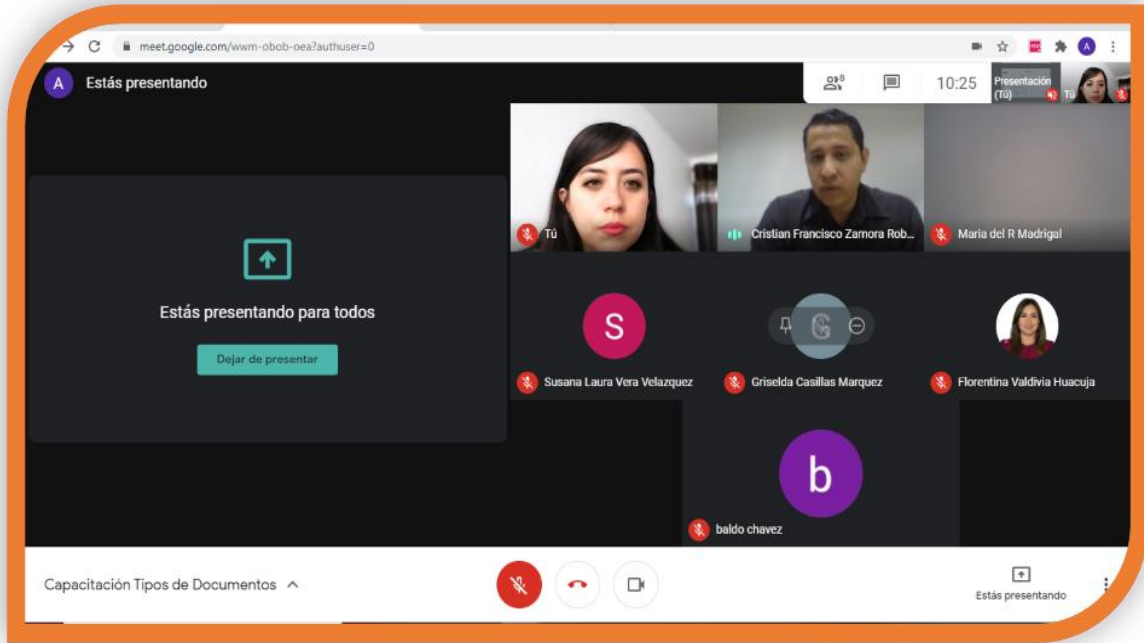 meet.google.com/wwm-obob-oea?authuser=0
A
A Estás presentando
8
10:25
Presentación
(Tú)
Tú
Tú
Cristian Francisco Zamora Rob...
Maria del R Madrigal
Estás presentando para todos
Dejar de presentar
S
G
Susana Laura Vera Velazquez
Griselda Casillas Marquez
Florentina Valdivia Huacuja
b
baldo chavez
Capacitación Tipos de Documentos
Estás presentando